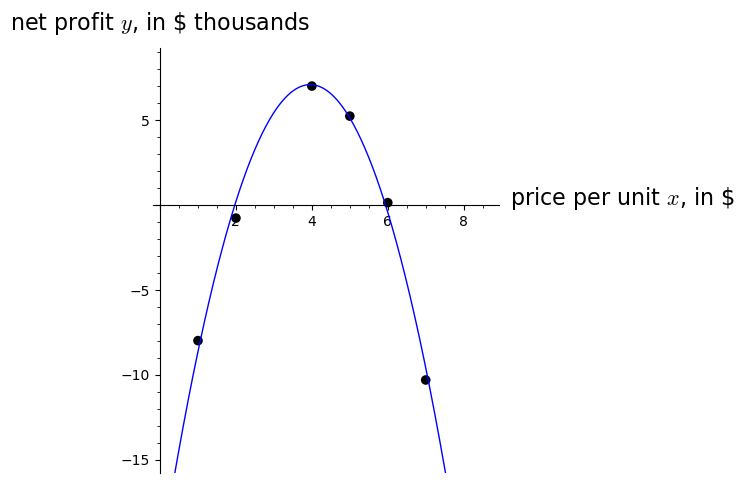 net profit y, in $ thousands
5
price per unit x, in $
2 4 6 8
−5
−10
−15